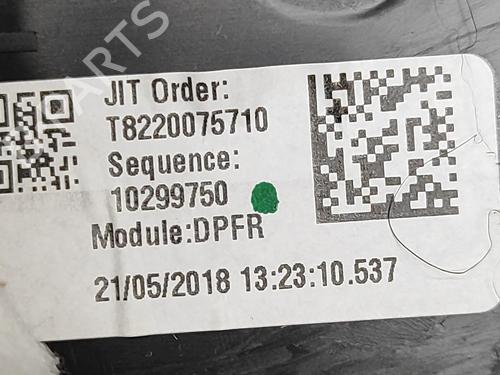 JIT Order:
T8220075710
Sequence:
10299750
Module:DPFR
21/05/2018 13:23:10.537